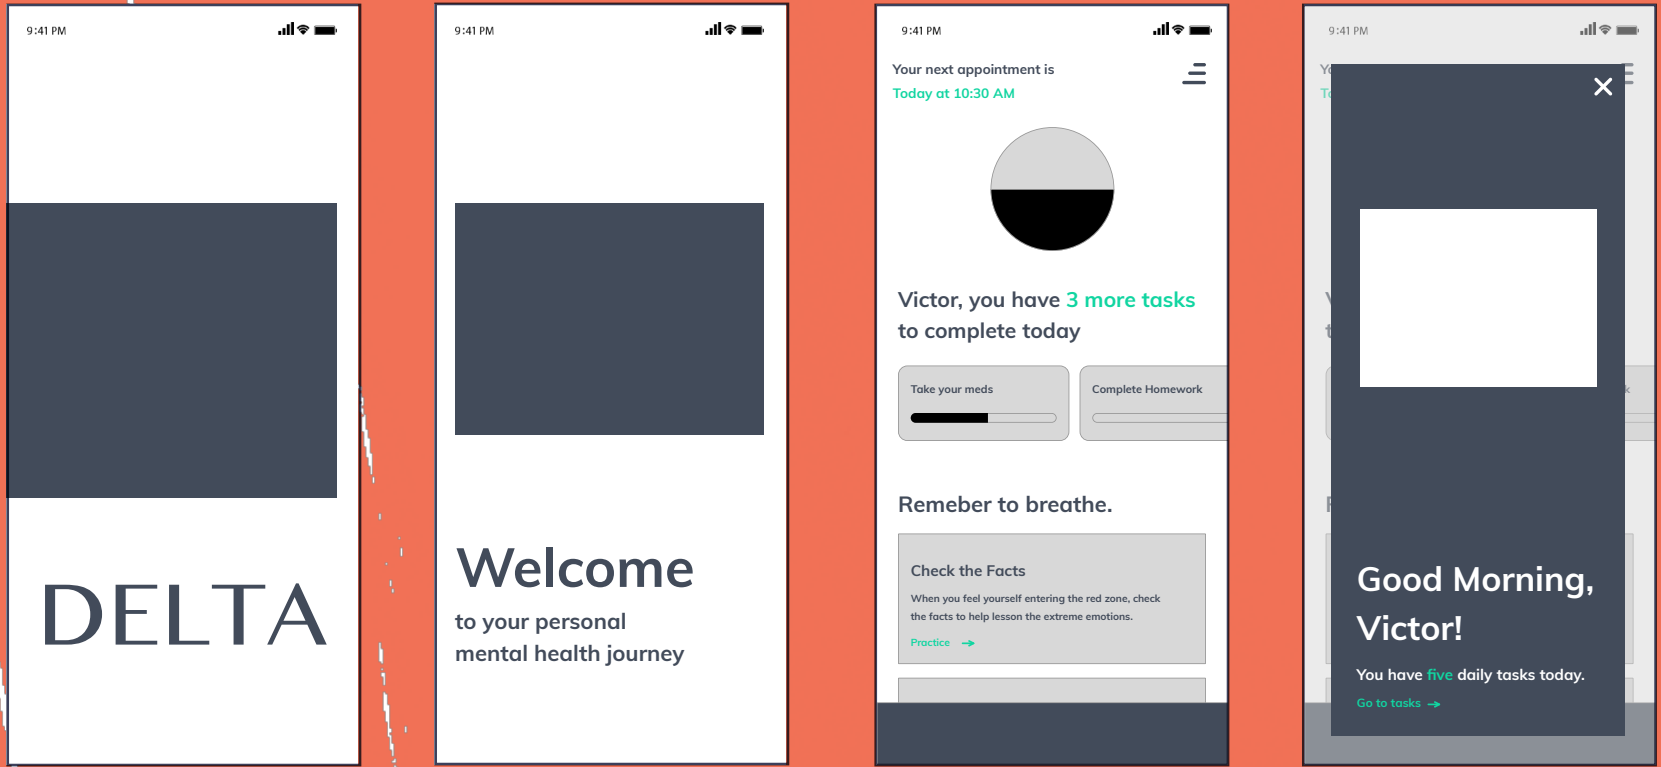 9:41 PM
DELTA
9:41 PM
Welcome
to your personal
mental health journey
9:41 PM
Your next appointment is
Today at 10:30 AM
Victor, you have 3 more tasks
to complete today
Take your meds
Complete Homework
Remeber to breathe.
Check the Facts
When you feel yourself entering the red zone, check
the facts to help lesson the extreme emotions.
Practice
9:41 PM
Good Morning,
Victor!
You have five daily tasks today.
Go to tasks